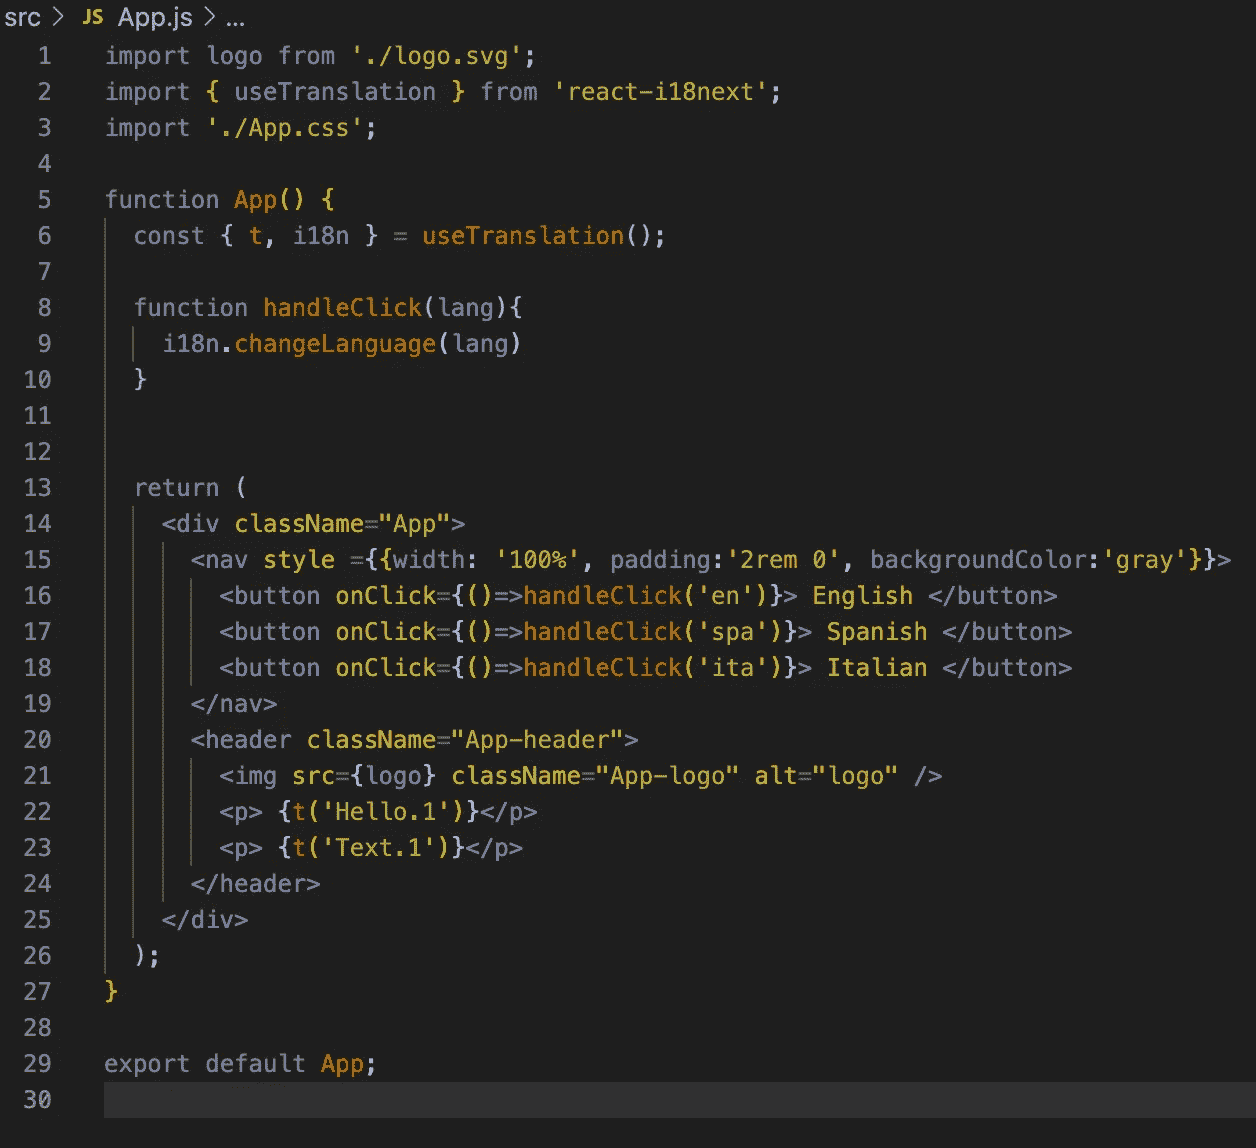 src > JS App.js > ...
1 import logo from './logo.svg';
2 import { useTranslation } from 'react-i18next';
3 import './App.css';
4
5 function App() {
6   const { t, i18n } = useTranslation();
7
8   function handleClick(lang){
9     i18n.changeLanguage(lang)
10   }
11
12
13   return (
14     <div className="App">
15       <nav style ={{width: '100%', padding:'2rem 0', backgroundColor:'gray'}}>
16         <button onClick={()=>handleClick('en')}> English </button>
17         <button onClick={()=>handleClick('spa')}> Spanish </button>
18         <button onClick={()=>handleClick('ita')}> Italian </button>
19       </nav>
20       <header className="App-header">
21         <img src={logo} className="App-logo" alt="logo" />
22         <p> {t('Hello.1')}</p>
23         <p> {t('Text.1')}</p>
24       </header>
25     </div>
26   );
27 }
28
29 export default App;
30